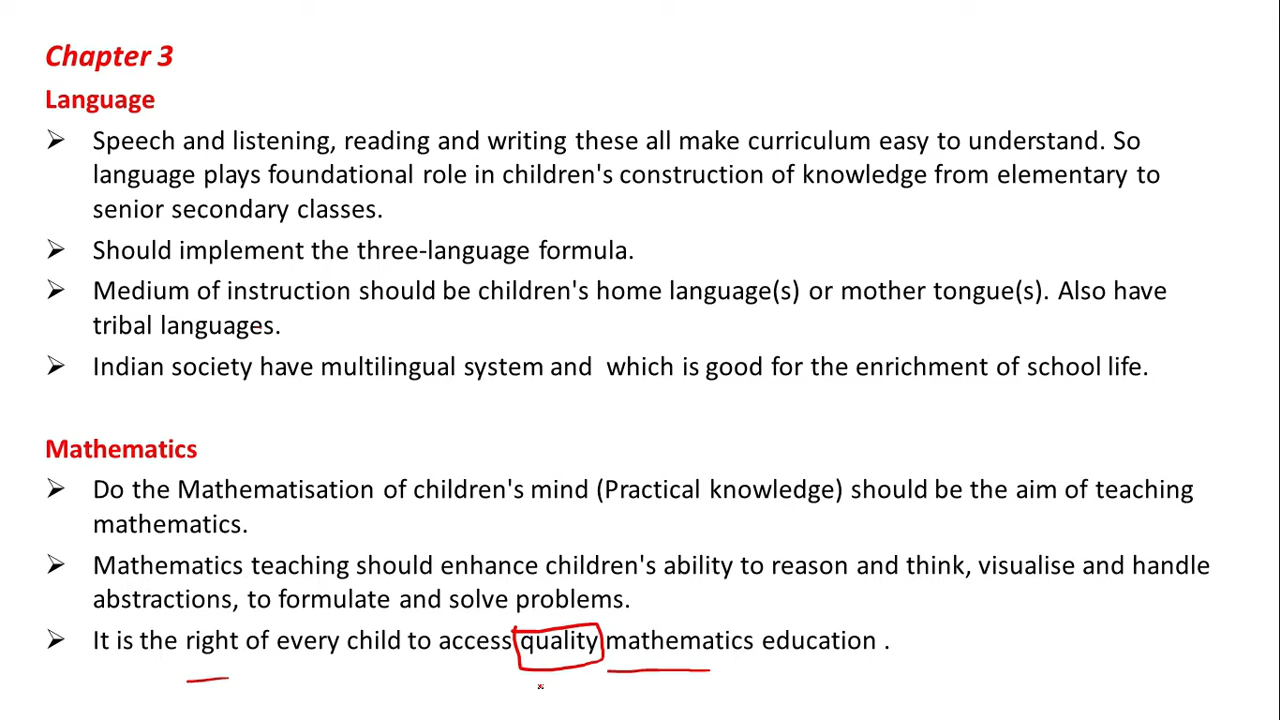 Chapter 3
Language
➢ Speech and listening, reading and writing these all make curriculum easy to understand. So
language plays foundational role in children's construction of knowledge from elementary to
senior secondary classes.
➢ Should implement the three-language formula.
➢ Medium of instruction should be children's home language(s) or mother tongue(s). Also have
tribal languages.
➢ Indian society have multilingual system and  which is good for the enrichment of school life.
Mathematics
➢ Do the Mathematisation of children's mind (Practical knowledge) should be the aim of teaching
mathematics.
➢ Mathematics teaching should enhance children's ability to reason and think, visualise and handle
abstractions, to formulate and solve problems.
➢ It is the right of every child to access quality mathematics education .